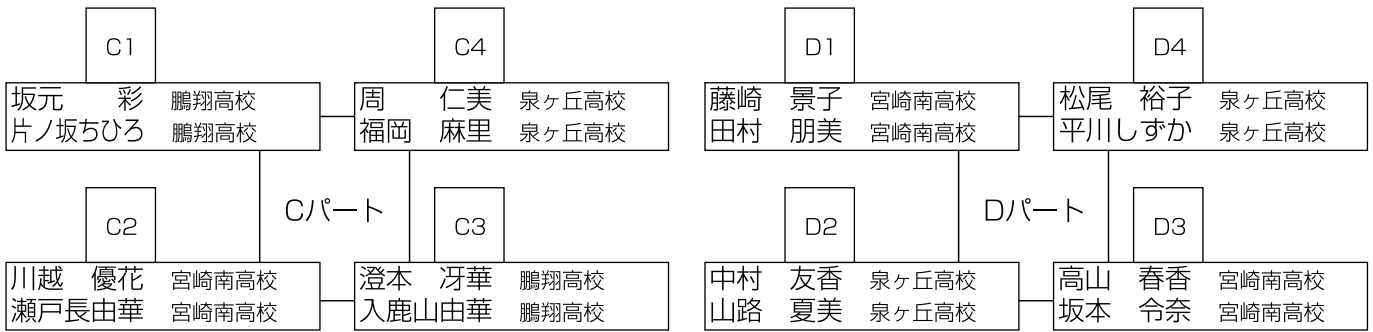 C1
坂元　　彩　鵬翔高校
片ノ坂ちひろ　鵬翔高校
C4
周　　仁美　泉ヶ丘高校
福岡　麻里　泉ヶ丘高校
Cパート
C2
川越　優花　宮崎南高校
瀬戸長由華　宮崎南高校
C3
澄本　冴華　鵬翔高校
入鹿山由華　鵬翔高校
D1
藤崎　景子　宮崎南高校
田村　朋美　宮崎南高校
D4
松尾　裕子　泉ヶ丘高校
平川しずか　泉ヶ丘高校
Dパート
D2
中村　友香　泉ヶ丘高校
山路　夏美　泉ヶ丘高校
D3
高山　春香　宮崎南高校
坂本　令奈　宮崎南高校